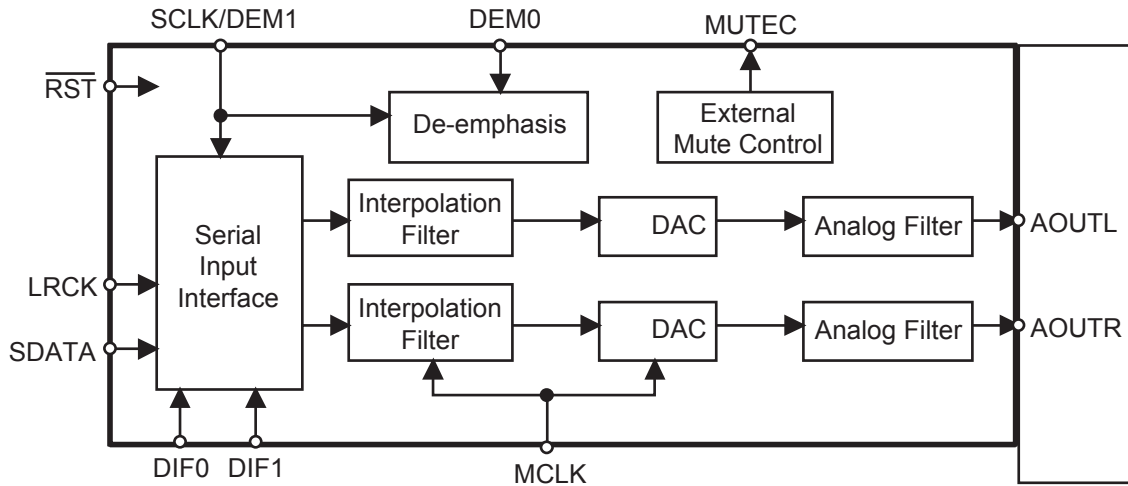 SCLK/DEM1
DEM0
MUTEC
RST
De-emphasis
External
Mute Control
Serial
Input
Interface
Interpolation
Filter
DAC
Analog Filter
AOUTL
LRCK
Interpolation
Filter
DAC
Analog Filter
AOUTR
SDATA
DIF0
DIF1
MCLK